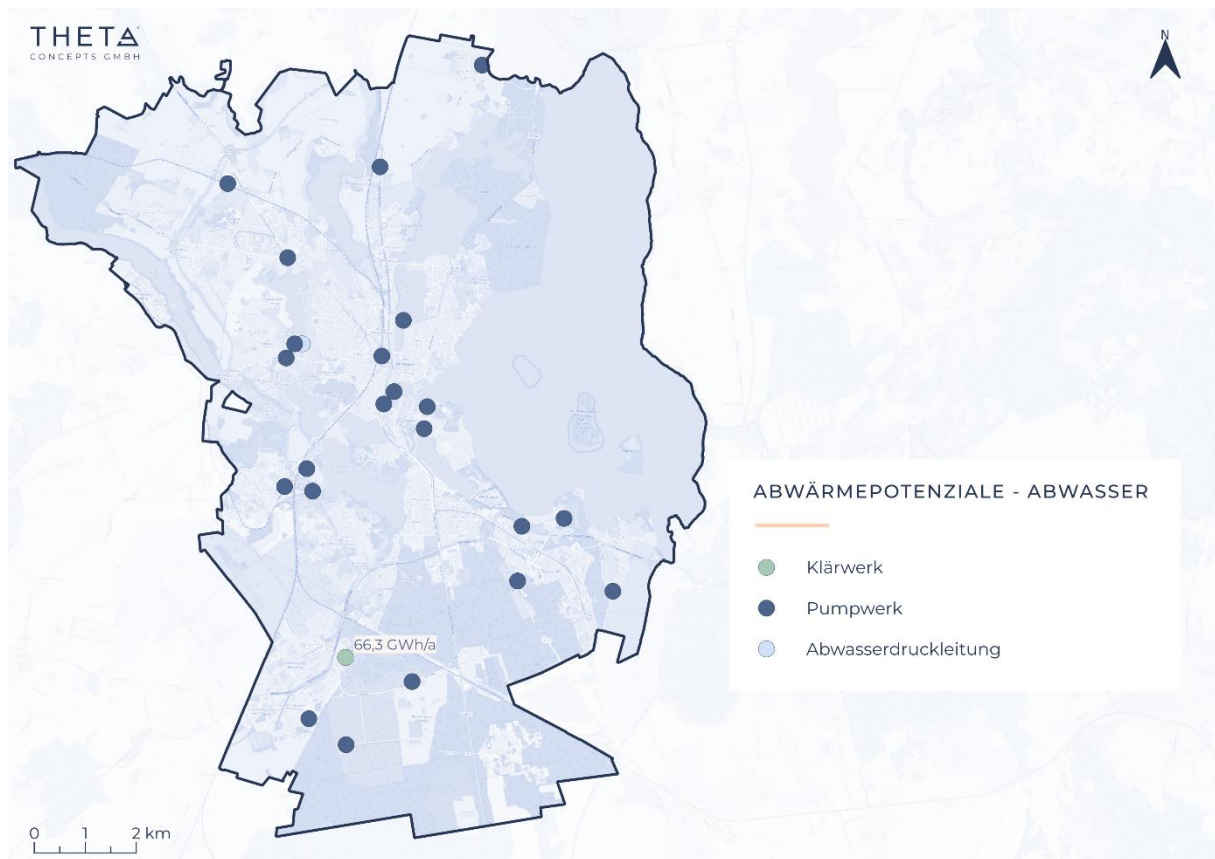 THETA
CONCEPTS GMBH
N
66,3 GWh/a
ABWÄRMEPOTENZIALE - ABWASSER
Klärwerk
Pumpwerk
Abwasserdruckleitung
0 1 2 km